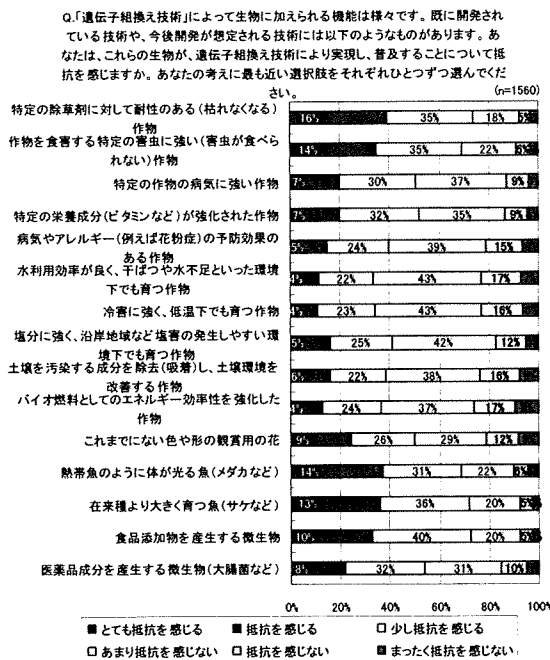 Q.「遺伝子組換え技術」によって生物に加えられる機能は様々です。既に開発され
ている技術や、今後開発が想定される技術には以下のようなものがあります。あ
なたは、これらの生物が、遺伝子組換え技術により実現し、普及することについて抵
抗を感じますか。あなたの考えに最も近い選択肢をそれぞれひとつずつ選んでくだ
さい。
(n=1560)
特定の除草剤に対して耐性のある(枯れなくなる)
作物
16% 35% 18% 5%
作物を食害する特定の害虫に強い(害虫が食べら
れない)作物
14% 35% 22% 6%
特定の作物の病気に強い作物
7% 30% 37% 9%
特定の栄養成分(ビタミンなど)が強化された作物
7% 32% 35% 9%
病気やアレルギー(例えば花粉症)の予防効果の
ある作物
5% 24% 39% 15%
水利用効率が良く、干ばつや水不足といった環境
下でも育つ作物
4% 22% 43% 17%
冷害に強く、低温下でも育つ作物
4% 23% 43% 16%
塩分に強く、沿岸地域など塩害の発生しやすい環
境下でも育つ作物
25% 42% 12%
土壌を汚染する成分を除去(吸着)し、土壌環境を
改善する作物
6% 22% 38% 16%
バイオ燃料としてのエネルギー効率性を強化した
作物
4% 24% 37% 17%
これまでにない色や形の観賞用の花
9% 26% 29% 12%
熱帯魚のように体が光る魚(メダカなど)
14% 31% 22% 6%
在来種より大きく育つ魚(サケなど)
13% 36% 20% 5%
食品添加物を産生する微生物
10% 40% 20% 5%
医薬品成分を産生する微生物(大腸菌など)
8% 32% 31% 10%
0% 20% 40% 60% 80% 100%
とても抵抗を感じる 抵抗を感じる 少し抵抗を感じる
あまり抵抗感じない 抵抗を感じない まったく抵抗を感じない